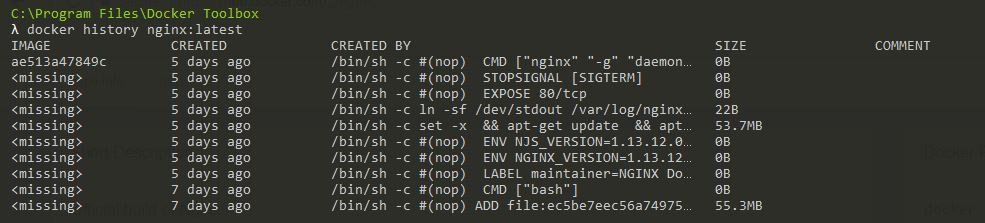 C:\Program Files\Docker Toolbox
λ docker history nginx:latest
IMAGE CREATED CREATED BY SIZE COMMENT
ae513a47849c 5 days ago /bin/sh -c #(nop) CMD ["nginx" "-g" "daemon… 0B
<missing> 5 days ago /bin/sh -c #(nop) STOPSIGNAL [SIGTERM] 0B
<missing> 5 days ago /bin/sh -c #(nop) EXPOSE 80/tcp 0B
<missing> 5 days ago /bin/sh -c ln -sf /dev/stdout /var/log/nginx… 22B
<missing> 5 days ago /bin/sh -c set -x && apt-get update && apt… 53.7MB
<missing> 5 days ago /bin/sh -c #(nop) ENV NJS_VERSION=1.13.12.0… 0B
<missing> 5 days ago /bin/sh -c #(nop) ENV NGINX_VERSION=1.13.12… 0B
<missing> 5 days ago /bin/sh -c #(nop) LABEL maintainer=NGINX Do… 0B
<missing> 7 days ago /bin/sh -c #(nop) CMD ["bash"] 0B
<missing> 7 days ago /bin/sh -c #(nop) ADD file:ec5be7eec56a74975… 55.3MB